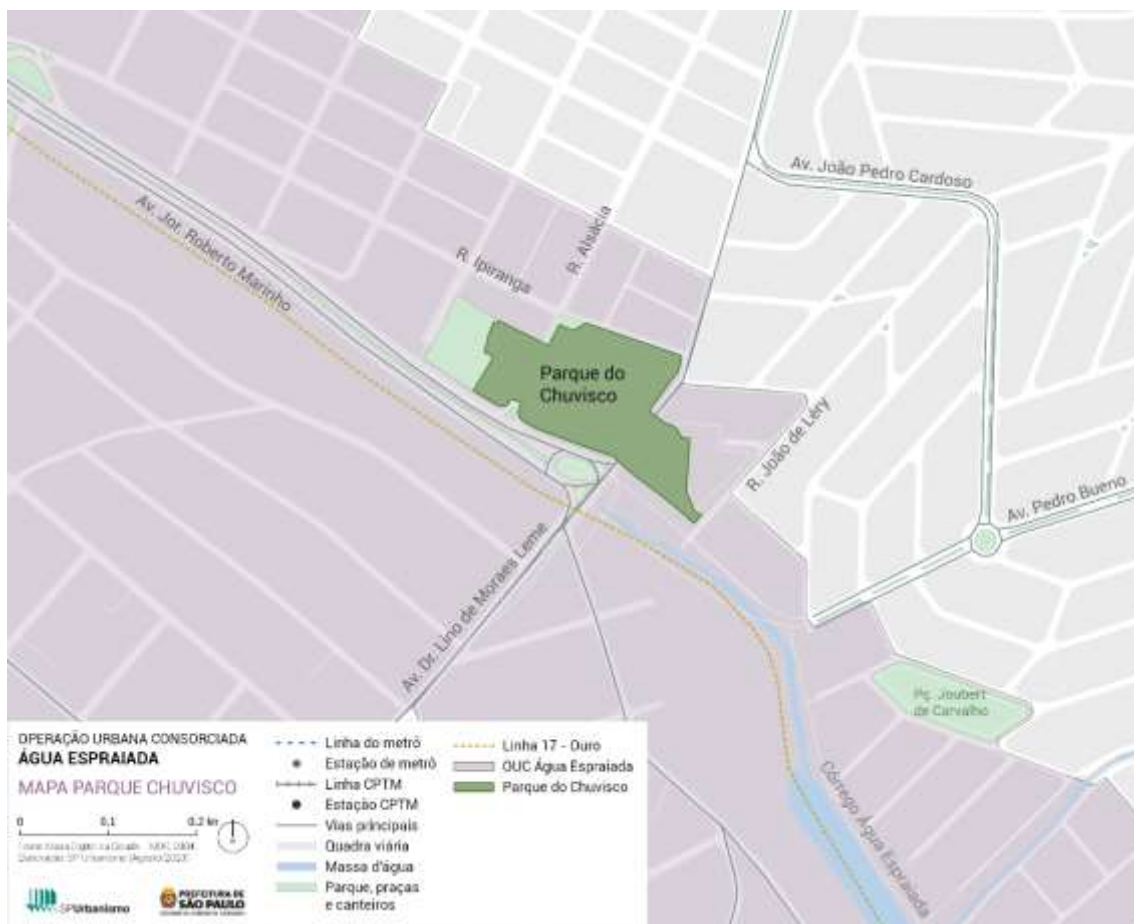 Av. João Pedro Cardoso
Av. Jor. Roberto Marinho
R. Ipiranga
R. Alsácia
Parque do
Chuvisco
R. João de Léry
Av. Pedro Bueno
Av. Dr. Lino de Moraes Leme
Pç. Joubert
de Carvalho
Córrego Água Espraiada
OPERAÇÃO URBANA CONSORCIADA
ÁGUA ESPRAIADA
MAPA PARQUE CHUVISCO
0 0,1 0,2 km
Linha do metrô
Estação de metrô
Linha CPTM
Estação CPTM
Vias principais
Quadra viária
Massa d'água
Parque, praças
e canteiros
Linha 17 - Ouro
OUC Água Espraiada
Parque do Chuvisco
SPUrbanismo
PREFEITURA DE
SÃO PAULO